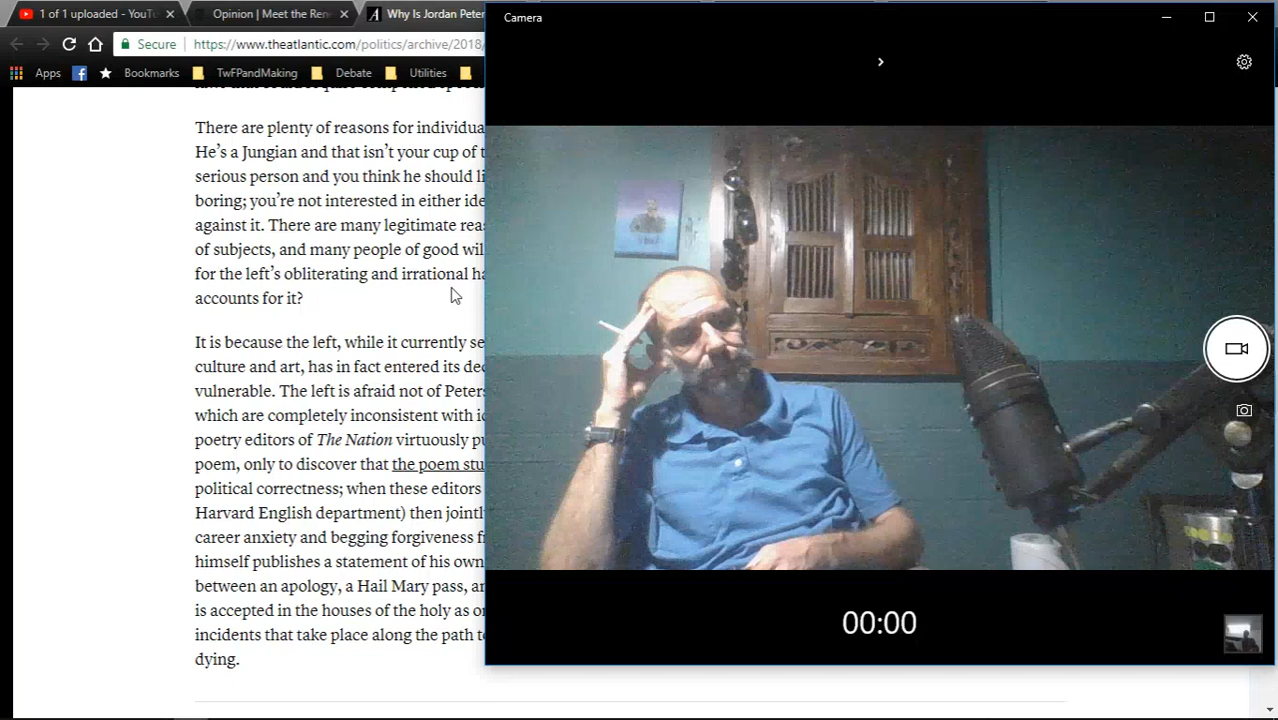 1 of 1 uploaded - YouTu
Opinion | Meet the Ren
Why Is Jordan Peter
Camera
Secure
https://www.theatlantic.com/politics/archive/2018/
Apps
Bookmarks
TwFPandMaking
Debate
Utilities
There are plenty of reasons for individua
He's a Jungian and that isn't your cup of t
serious person and you think he should li
boring; you're not interested in either ide
against it. There are many legitimate rea
of subjects, and many people of good wil
for the left's obliterating and irrational ha
accounts for it?
It is because the left, while it currently se
culture and art, has in fact entered its dec
vulnerable. The left is afraid not of Peters
which are completely inconsistent with id
poetry editors of The Nation virtuously pu
poem, only to discover that the poem stu
political correctness; when these editors
Harvard English department) then jointl
career anxiety and begging forgiveness f
himself publishes a statement of his own
between an apology, a Hail Mary pass, an
is accepted in the houses of the holy as o
incidents that take place along the path to
dying.
00:00